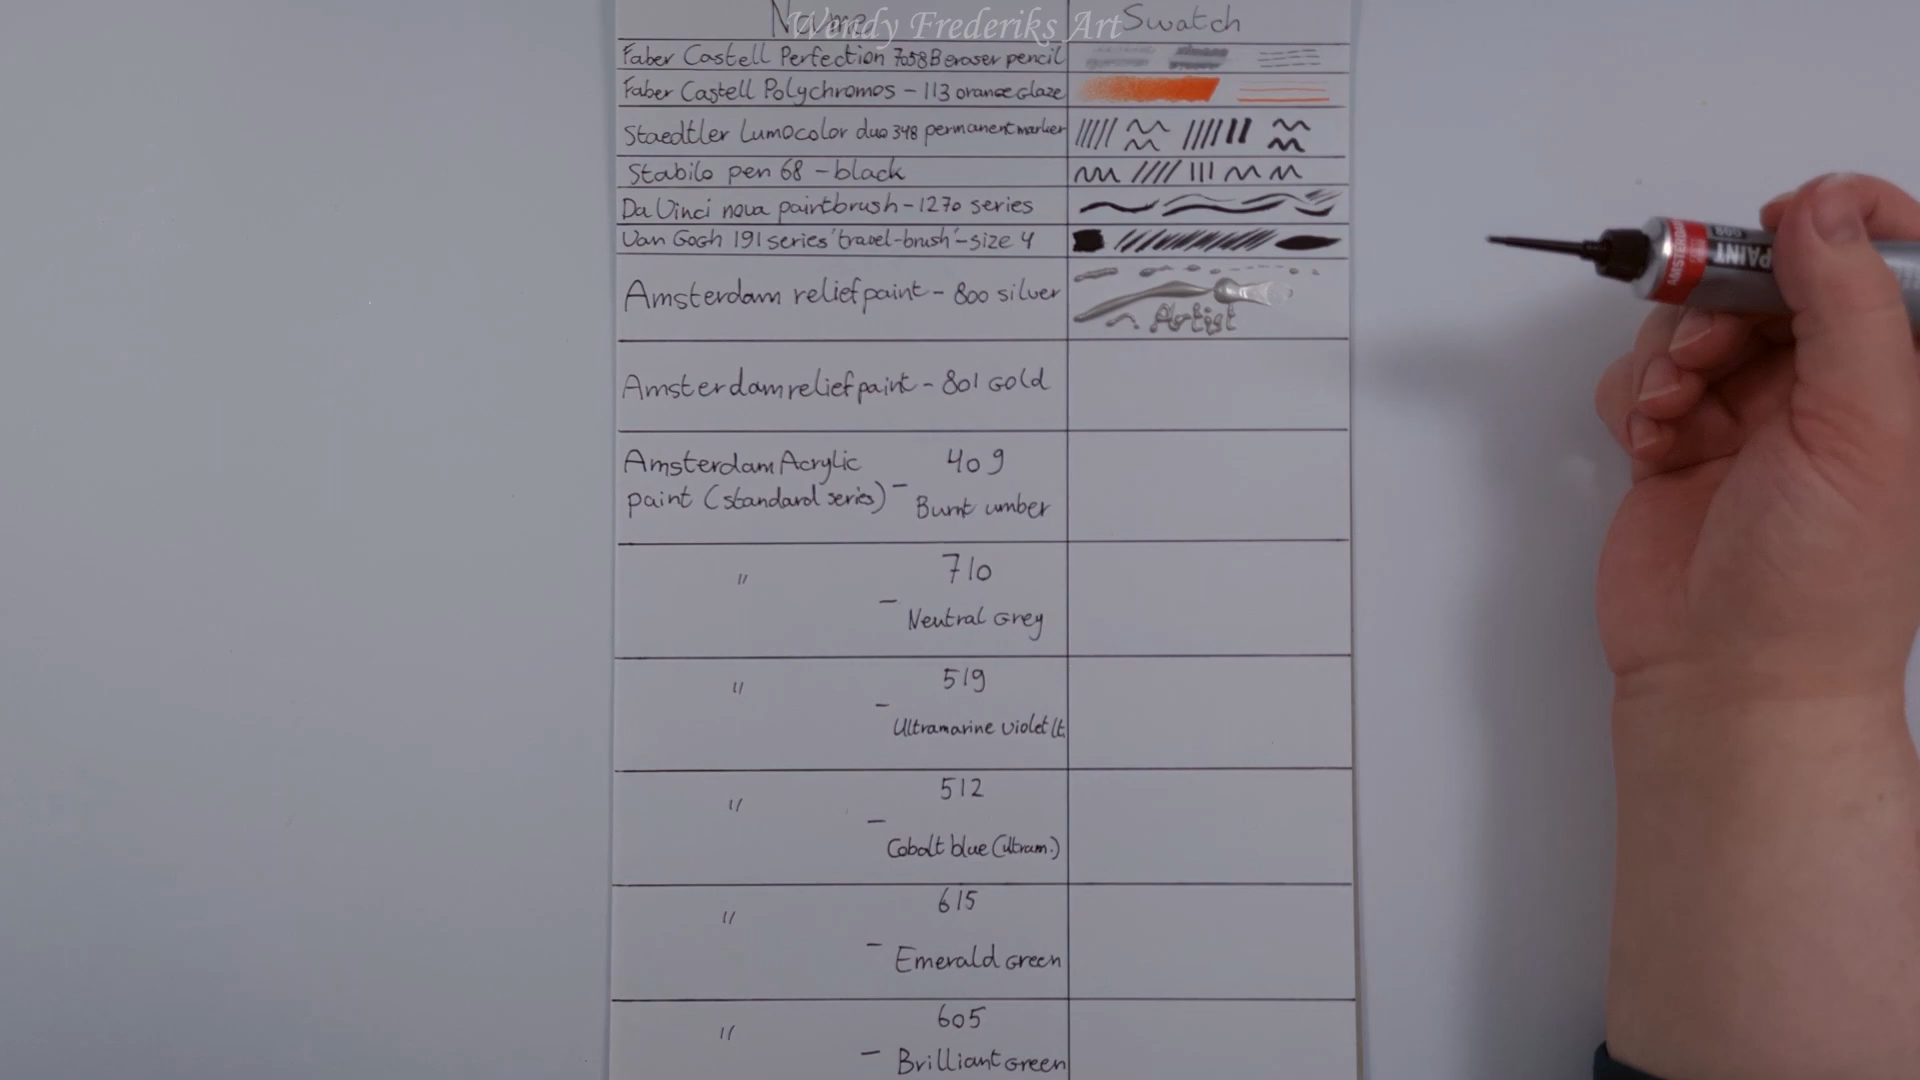 Name Swatch
Wendy Frederiks Art
Faber Castell Perfection 7058B eraser pencil
Faber Castell Polychromos - 113 orange Glaze
Staedtler Lumocolor duo 348 permanent marker
Stabilo pen 68 - black
Da Vinci nova paintbrush - 1270 series
Van Gogh 191 series 'travel-brush' - size 4
Amsterdam relief paint - 800 silver
Artist
Amsterdam relief paint - 801 Gold
Amsterdam Acrylic
paint (standard series) - 409
Burnt umber
" - 710
Neutral Grey
" - 519
Ultramarine violet lt.
" - 512
Cobalt blue (ultram.)
" - 615
Emerald Green
" - 605
Brilliant Green
AMSTERDAM
PAINT
800